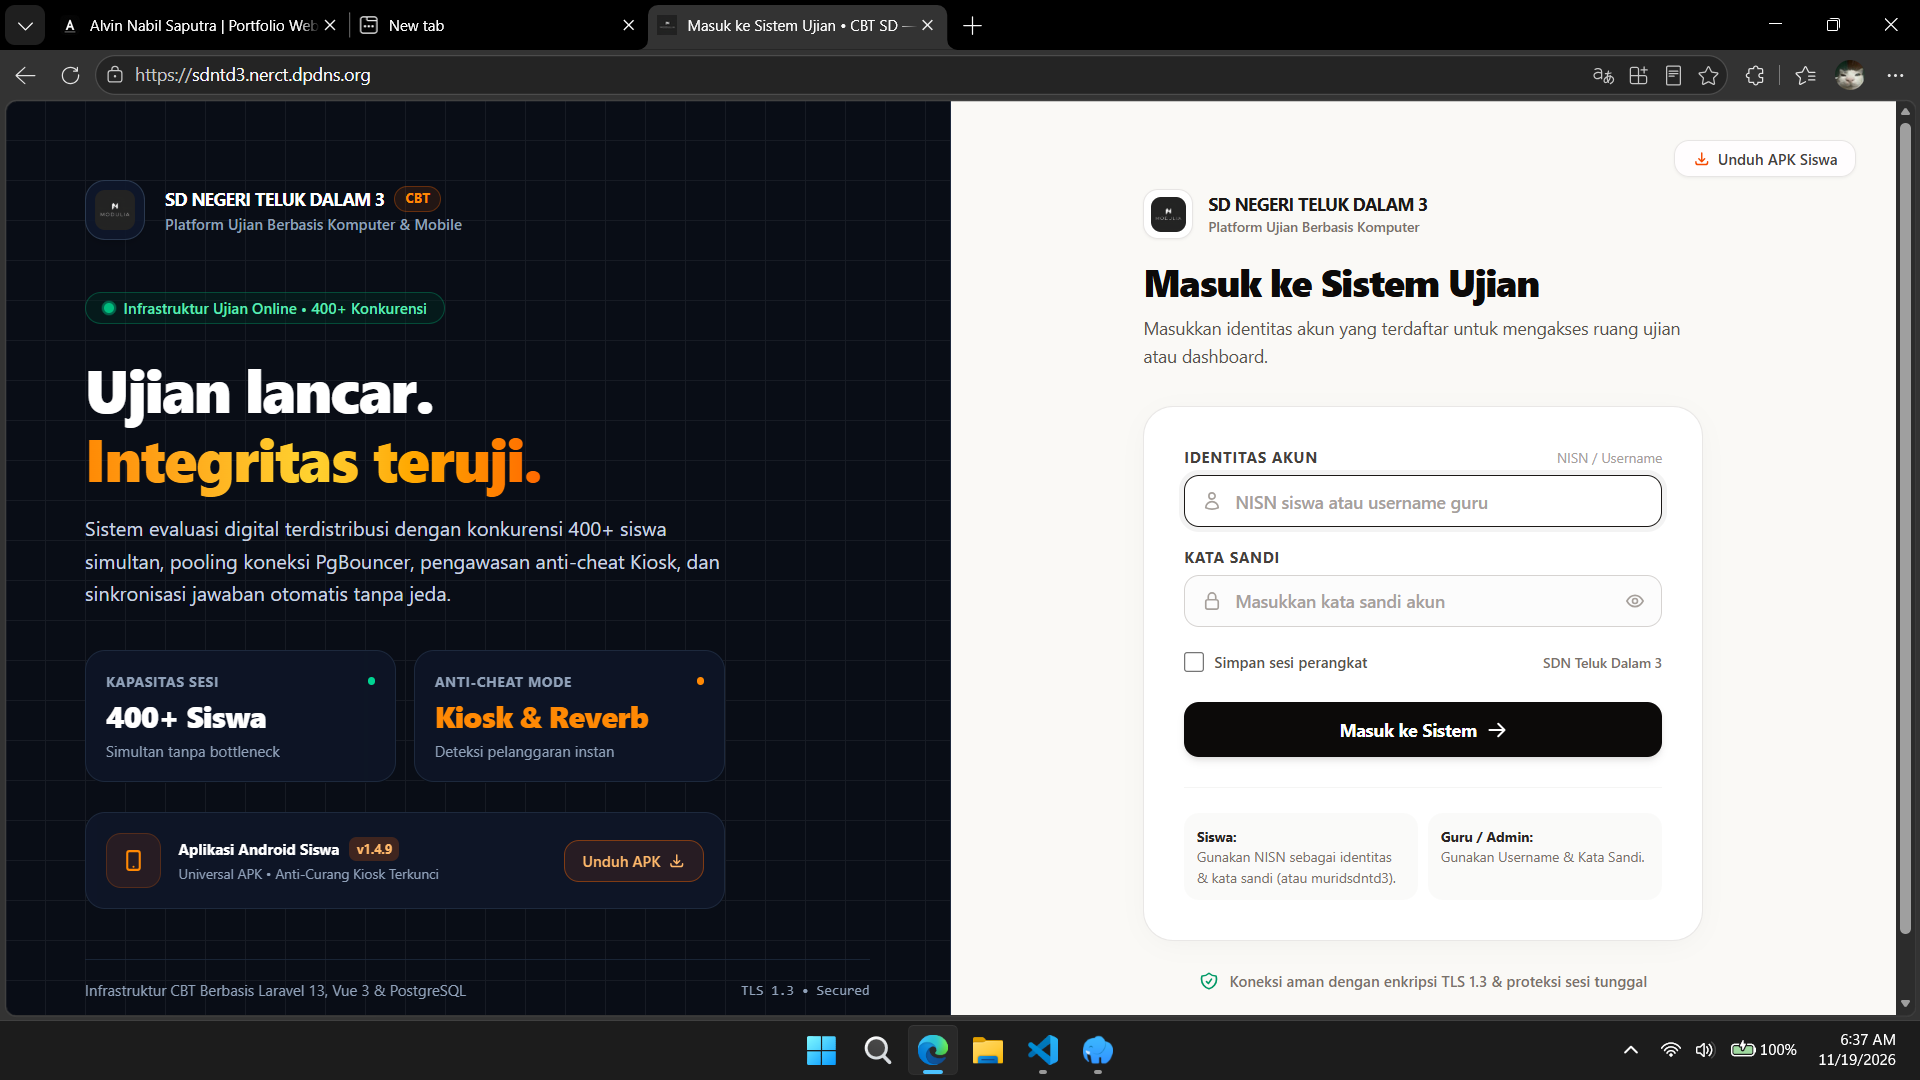 Alvin Nabil Saputra | Portfolio Web
New tab
Masuk ke Sistem Ujian • CBT SD —
https://sdntd3.nerct.dpdns.org
SD NEGERI TELUK DALAM 3 CBT
Platform Ujian Berbasis Komputer & Mobile
Infrastruktur Ujian Online • 400+ Konkurensi
Ujian lancar.
Integritas teruji.
Sistem evaluasi digital terdistribusi dengan konkurensi 400+ siswa
simultan, pooling koneksi PgBouncer, pengawasan anti-cheat Kiosk, dan
sinkronisasi jawaban otomatis tanpa jeda.
KAPASITAS SESI
400+ Siswa
Simultan tanpa bottleneck
ANTI-CHEAT MODE
Kiosk & Reverb
Deteksi pelanggaran instan
Aplikasi Android Siswa v1.4.9
Universal APK • Anti-Curang Kiosk Terkunci
Unduh APK
Infrastruktur CBT Berbasis Laravel 13, Vue 3 & PostgreSQL
TLS 1.3 • Secured
Unduh APK Siswa
MODULIA
SD NEGERI TELUK DALAM 3
Platform Ujian Berbasis Komputer
Masuk ke Sistem Ujian
Masukkan identitas akun yang terdaftar untuk mengakses ruang ujian
atau dashboard.
IDENTITAS AKUN
NISN / Username
NISN siswa atau username guru
KATA SANDI
Masukkan kata sandi akun
Simpan sesi perangkat
SDN Teluk Dalam 3
Masuk ke Sistem
Siswa:
Gunakan NISN sebagai identitas
& kata sandi (atau muridsdntd3).
Guru / Admin:
Gunakan Username & Kata Sandi.
Koneksi aman dengan enkripsi TLS 1.3 & proteksi sesi tunggal
100%
6:37 AM
11/19/2026